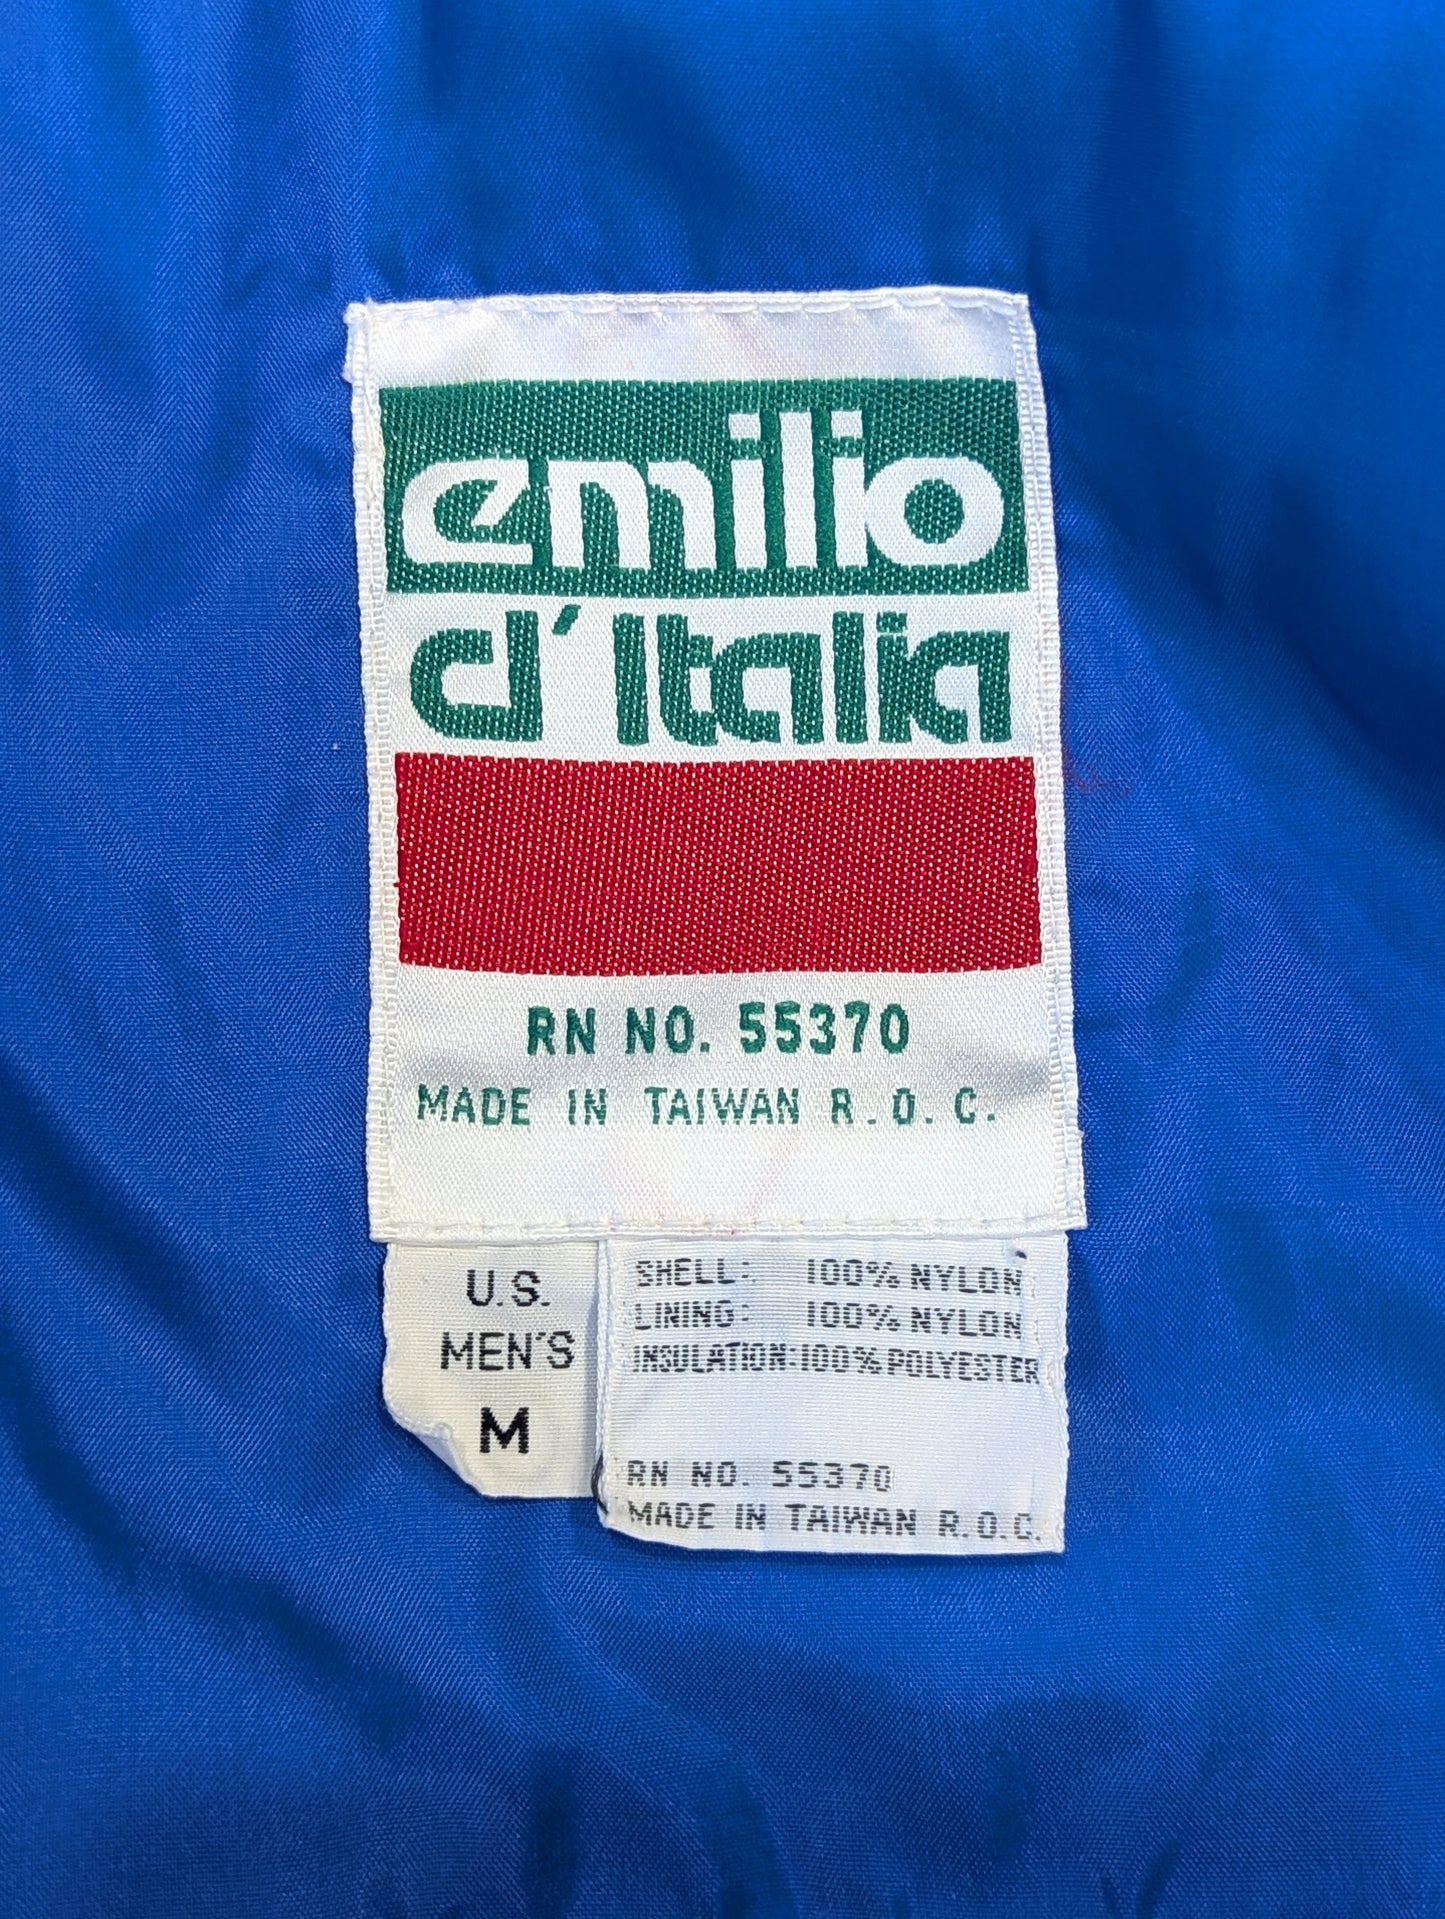 emilio
d'Italia
RN NO. 55370
MADE IN TAIWAN R.O.C.
U.S.
MEN'S
M
SHELL: 100% NYLON
LINING: 100% NYLON
INSULATION: 100% POLYESTER
RN NO. 55370
MADE IN TAIWAN R.O.C.